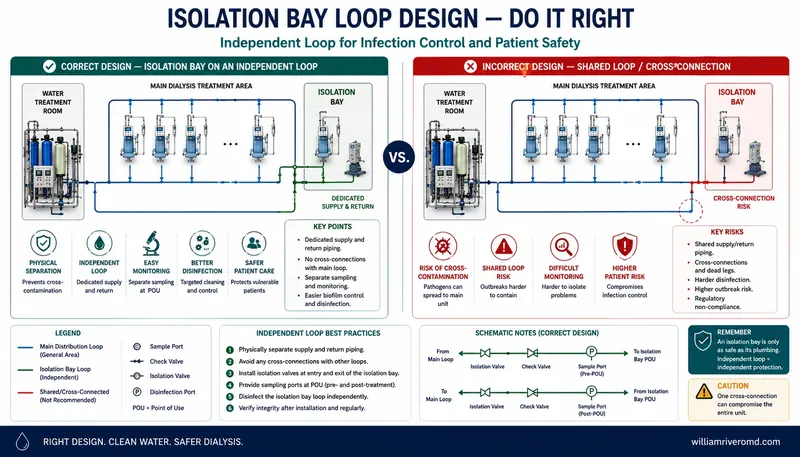 ISOLATION BAY LOOP DESIGN — DO IT RIGHT
Independent Loop for Infection Control and Patient Safety
CORRECT DESIGN — ISOLATION BAY ON AN INDEPENDENT LOOP
WATER
TREATMENT
ROOM
MAIN DIALYSIS TREATMENT AREA
ISOLATION
BAY
DEDICATED
SUPPLY & RETURN
PHYSICAL
SEPARATION
Prevents cross-
contamination
INDEPENDENT
LOOP
Dedicated supply
and return
EASY
MONITORING
Separate sampling
at POU
BETTER
DISINFECTION
Targeted cleaning
and control
SAFER
PATIENT CARE
Protects vulnerable
patients
KEY POINTS
• Dedicated supply and
return piping.
• No cross-connections
with main loop.
• Separate sampling
and monitoring.
• Easier biofilm control
and disinfection.
VS.
INCORRECT DESIGN — SHARED LOOP / CROSS*CONNECTION
WATER
TREATMENT
ROOM
MAIN DIALYSIS TREATMENT AREA
ISOLATION
BAY
CROSS-CONNECTION
RISK
RISK OF CROSS-
CONTAMINATION
Pathogens can
spread to main
unit
SHARED LOOP
RISK
Outbreaks harder
to contain
DIFFICULT
MONITORING
Harder to isolate
problems
HIGHER
PATIENT RISK
Compromises
infection control
KEY RISKS
• Shared supply/return
piping.
• Cross-connections
and dead legs.
• Harder disinfection.
• Higher outbreak risk.
• Regulatory
non-compliance.
LEGEND
Main Distribution Loop
(General Area)
Isolation Bay Loop
(Independent)
Shared/Cross-Connected
(Not Recommended)
Sample Port
Check Valve
Isolation Valve
P
Disinfection Port
POU = Point of Use
INDEPENDENT LOOP BEST PRACTICES
1 Physically separate supply and return piping.
2 Avoid any cross-connections with other loops.
3 Install isolation valves at entry and exit of the isolation bay.
4 Provide sampling ports at POU (pre- and post-treatment).
5 Disinfect the isolation bay loop independently.
6 Verify integrity after installation and regularly.
SCHEMATIC NOTES (CORRECT DESIGN)
From
Main Loop
Isolation Valve
Check Valve
P
Sample Port
(Pre-POU)
To Isolation
Bay POU
To
Main Loop
Isolation Valve
Check Valve
P
Sample Port
(Post-POU)
From Isolation
Bay POU
REMEMBER
An isolation bay is only
as safe as its plumbing.
Independent loop =
independent protection.
CAUTION
One cross-connection
can compromise the
entire unit.
RIGHT DESIGN. CLEAN WATER. SAFER DIALYSIS.
williamriveromd.com